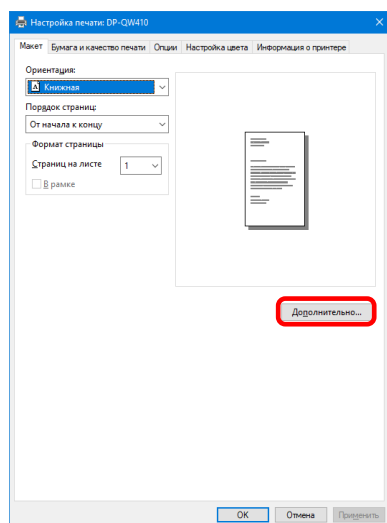 Настройка печати: DP-QW410
Макет Бумага и качество печати Опции Настройка цвета Информация о принтере
Ориентация:
Книжная
Порядок страниц:
От начала к концу
Формат страницы
Страниц на листе 1
В рамке
Дополнительно...
OK Отмена Применить